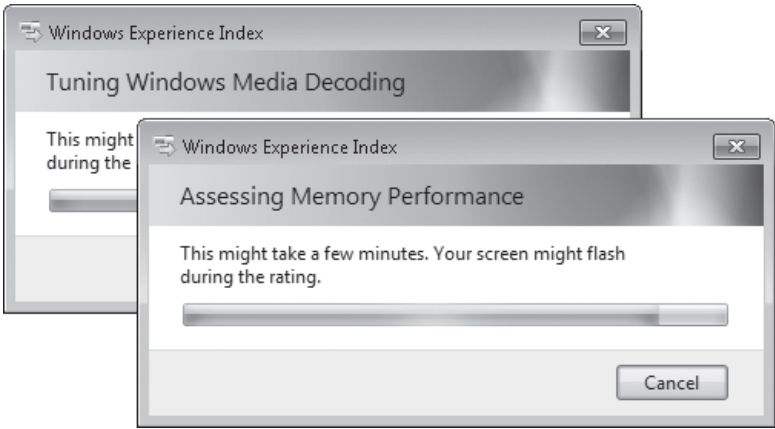 Windows Experience Index
Tuning Windows Media Decoding
This might
during the
Windows Experience Index
Assessing Memory Performance
This might take a few minutes. Your screen might flash
during the rating.
Cancel